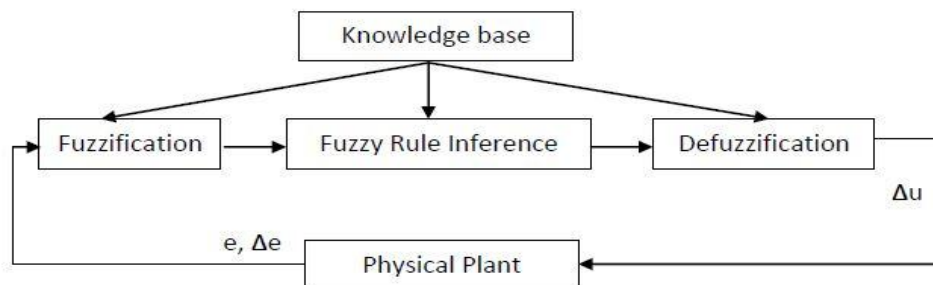 Knowledge base
Fuzzification
Fuzzy Rule Inference
Defuzzification
Δu
e, Δe
Physical Plant